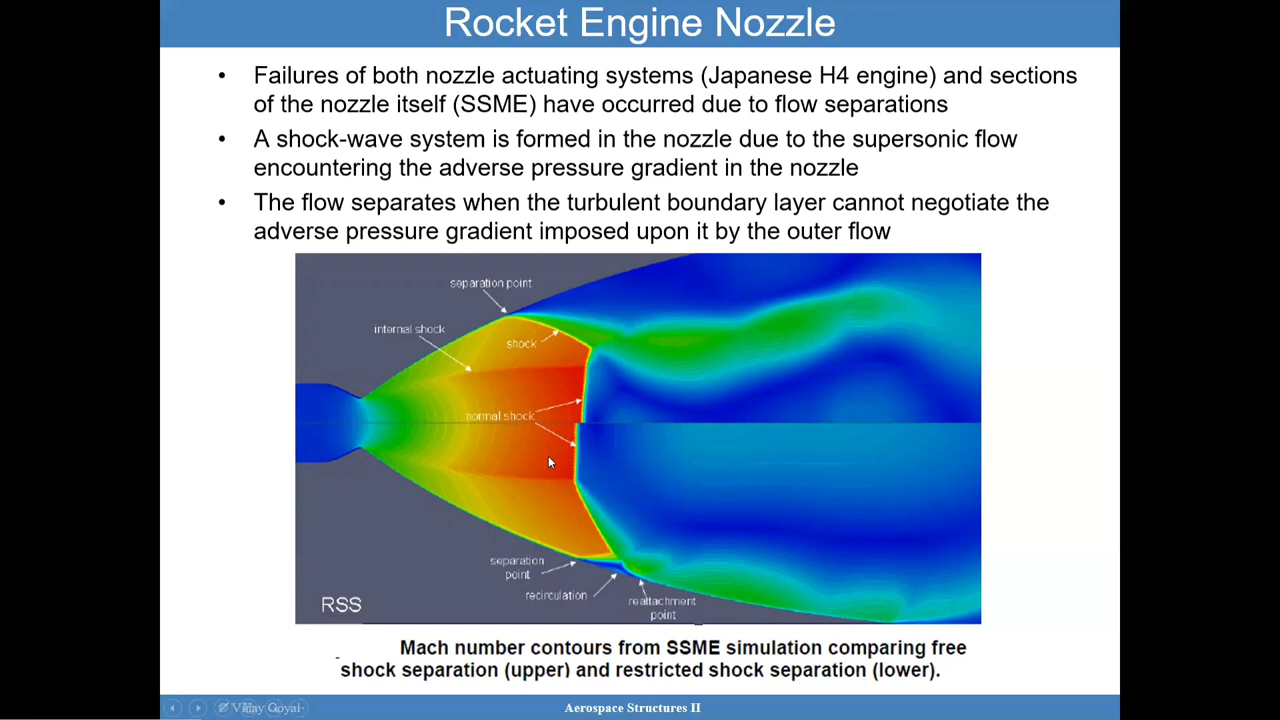 Rocket Engine Nozzle
• Failures of both nozzle actuating systems (Japanese H4 engine) and sections
of the nozzle itself (SSME) have occurred due to flow separations
• A shock-wave system is formed in the nozzle due to the supersonic flow
encountering the adverse pressure gradient in the nozzle
• The flow separates when the turbulent boundary layer cannot negotiate the
adverse pressure gradient imposed upon it by the outer flow
separation point
internal shock
shock
normal shock
separation
point
recirculation
reattachment
point
RSS
Mach number contours from SSME simulation comparing free
shock separation (upper) and restricted shock separation (lower).
Vijay Goyal
Aerospace Structures II